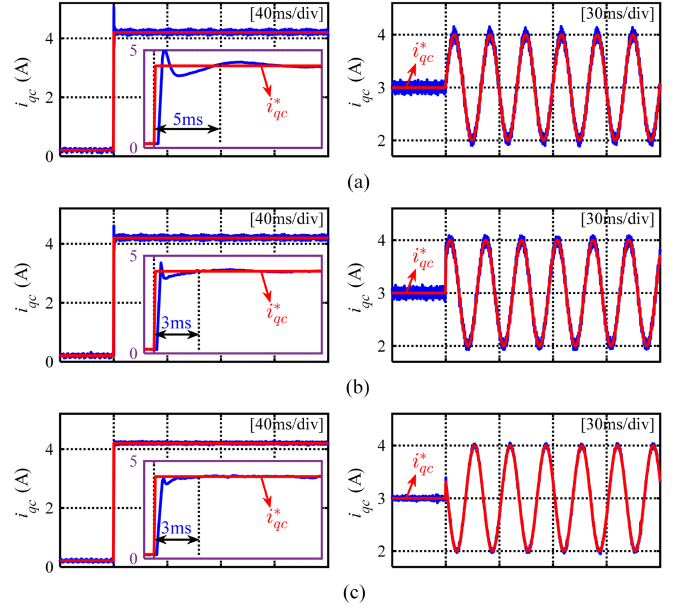 [40ms/div]
4
2
0
i_qc (A)
5
0
5ms
i*_qc
[30ms/div]
4
3
2
i_qc (A)
i*_qc
(a)
[40ms/div]
4
2
0
i_qc (A)
5
0
3ms
i*_qc
[30ms/div]
4
3
2
i_qc (A)
i*_qc
(b)
[40ms/div]
4
2
0
i_qc (A)
5
0
3ms
i*_qc
[30ms/div]
4
3
2
i_qc (A)
i*_qc
(c)